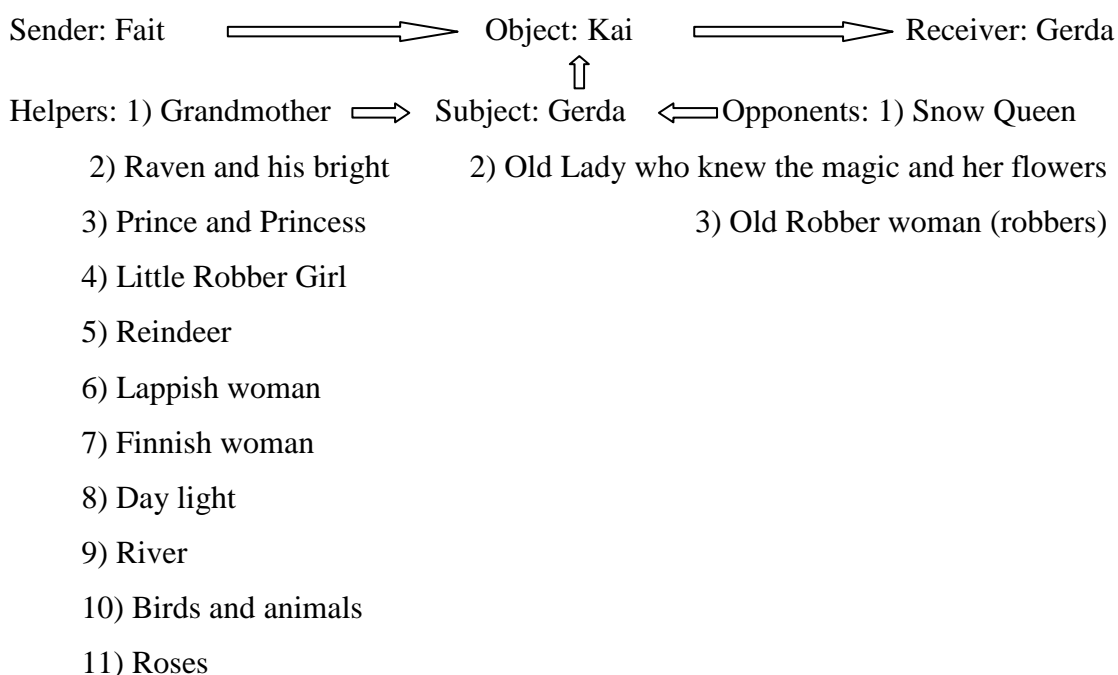 Sender: Fait Object: Kai Receiver: Gerda
Helpers: 1) Grandmother Subject: Gerda Opponents: 1) Snow Queen
2) Raven and his bright 2) Old Lady who knew the magic and her flowers
3) Prince and Princess 3) Old Robber woman (robbers)
4) Little Robber Girl
5) Reindeer
6) Lappish woman
7) Finnish woman
8) Day light
9) River
10) Birds and animals
11) Roses